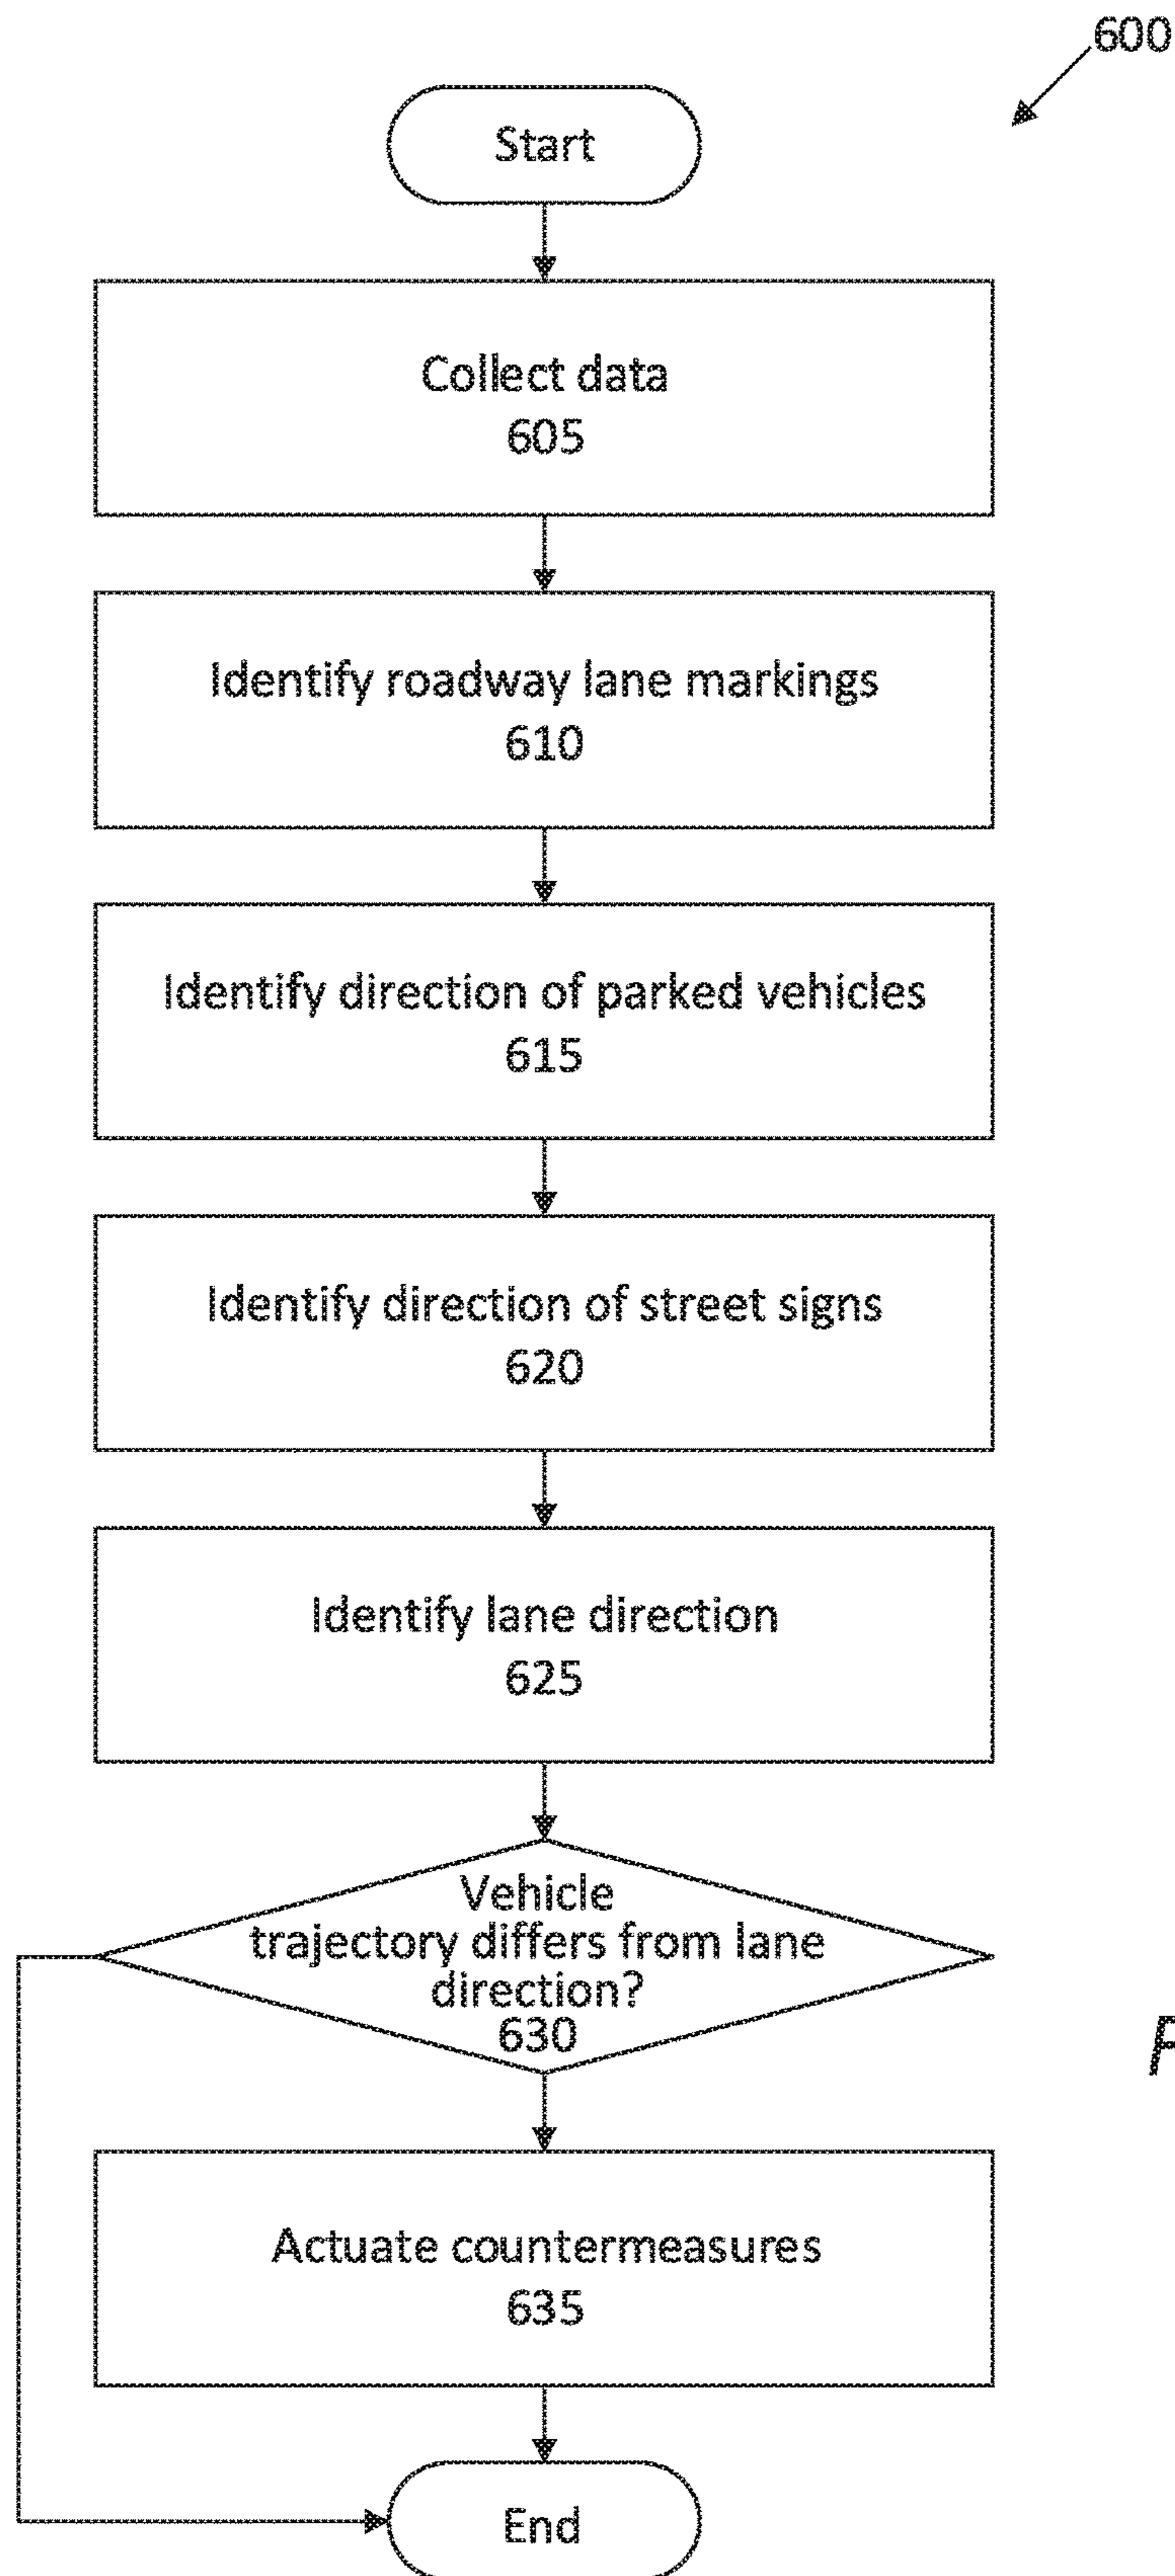 600
Start
Collect data
605
Identify roadway lane markings
610
Identify direction of parked vehicles
615
Identify direction of street signs
620
Identify lane direction
625
Vehicle
trajectory differs from lane
direction?
630
Actuate countermeasures
635
End